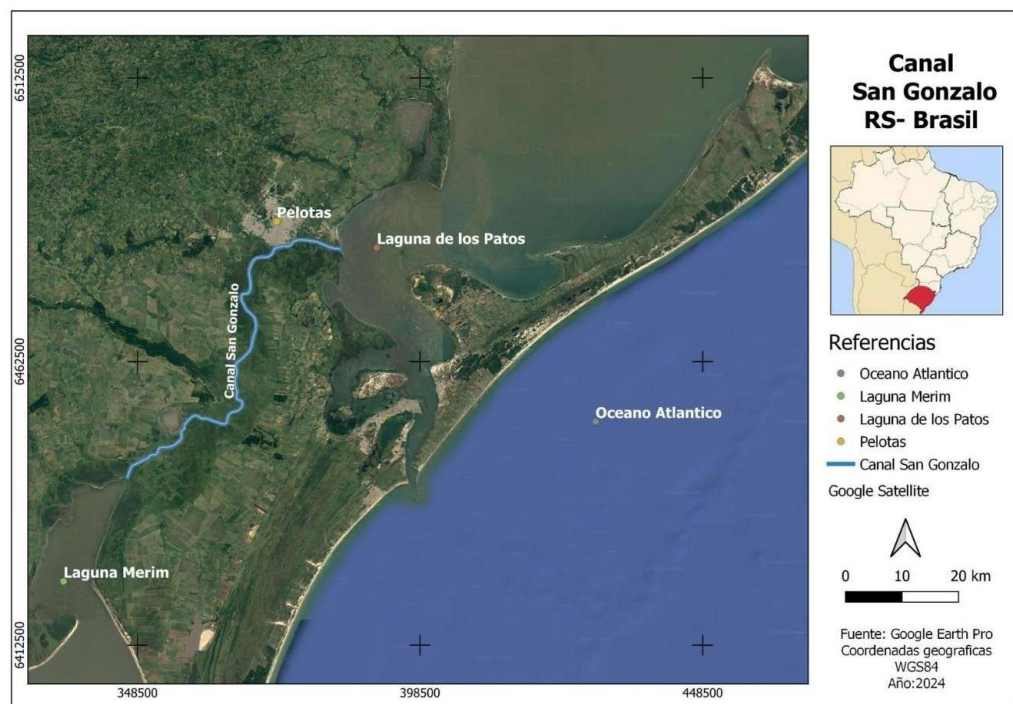 Canal
San Gonzalo
RS- Brasil
6512500
6462500
6412500
348500
398500
448500
Pelotas
Laguna de los Patos
Canal San Gonzalo
Oceano Atlantico
Laguna Merim
Referencias
Oceano Atlantico
Laguna Merim
Laguna de los Patos
Pelotas
Canal San Gonzalo
Google Satellite
0 10 20 km
Fuente: Google Earth Pro
Coordenadas geograficas
WGS84
Año:2024